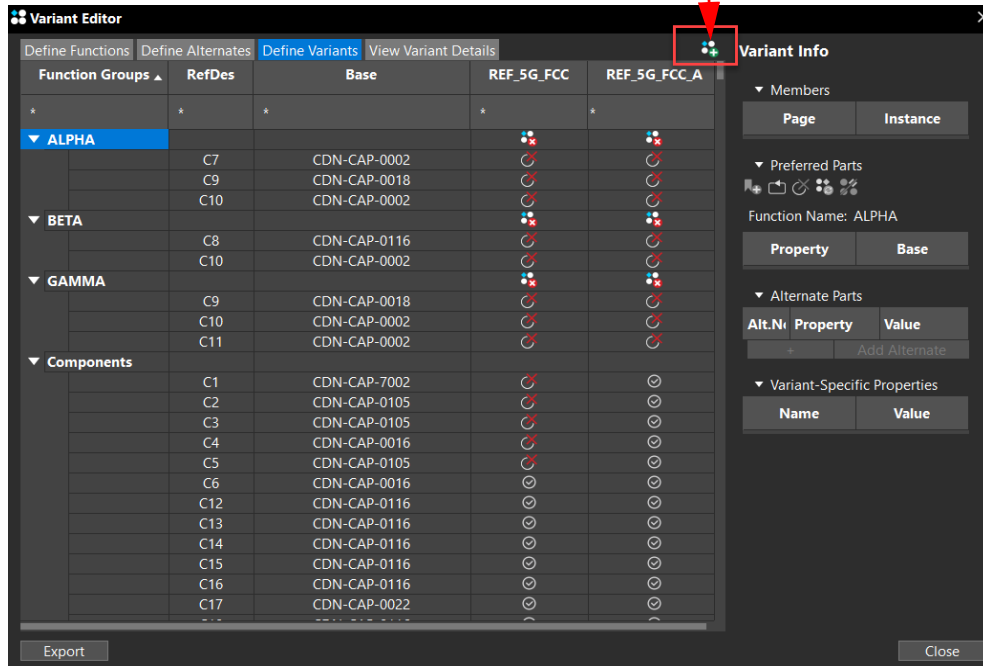 Variant Editor
Define Functions Define Alternates Define Variants View Variant Details
Function Groups RefDes Base REF_5G_FCC REF_5G_FCC_A
* * * * *
ALPHA
C7 CDN-CAP-0002
C9 CDN-CAP-0018
C10 CDN-CAP-0002
BETA
C8 CDN-CAP-0116
C10 CDN-CAP-0002
GAMMA
C9 CDN-CAP-0018
C10 CDN-CAP-0002
C11 CDN-CAP-0002
Components
C1 CDN-CAP-7002
C2 CDN-CAP-0105
C3 CDN-CAP-0105
C4 CDN-CAP-0016
C5 CDN-CAP-0105
C6 CDN-CAP-0016
C12 CDN-CAP-0116
C13 CDN-CAP-0116
C14 CDN-CAP-0116
C15 CDN-CAP-0116
C16 CDN-CAP-0116
C17 CDN-CAP-0022
Export
Variant Info
Members
Page Instance
Preferred Parts
Function Name: ALPHA
Property Base
Alternate Parts
Alt.N Property Value
+ Add Alternate
Variant-Specific Properties
Name Value
Close